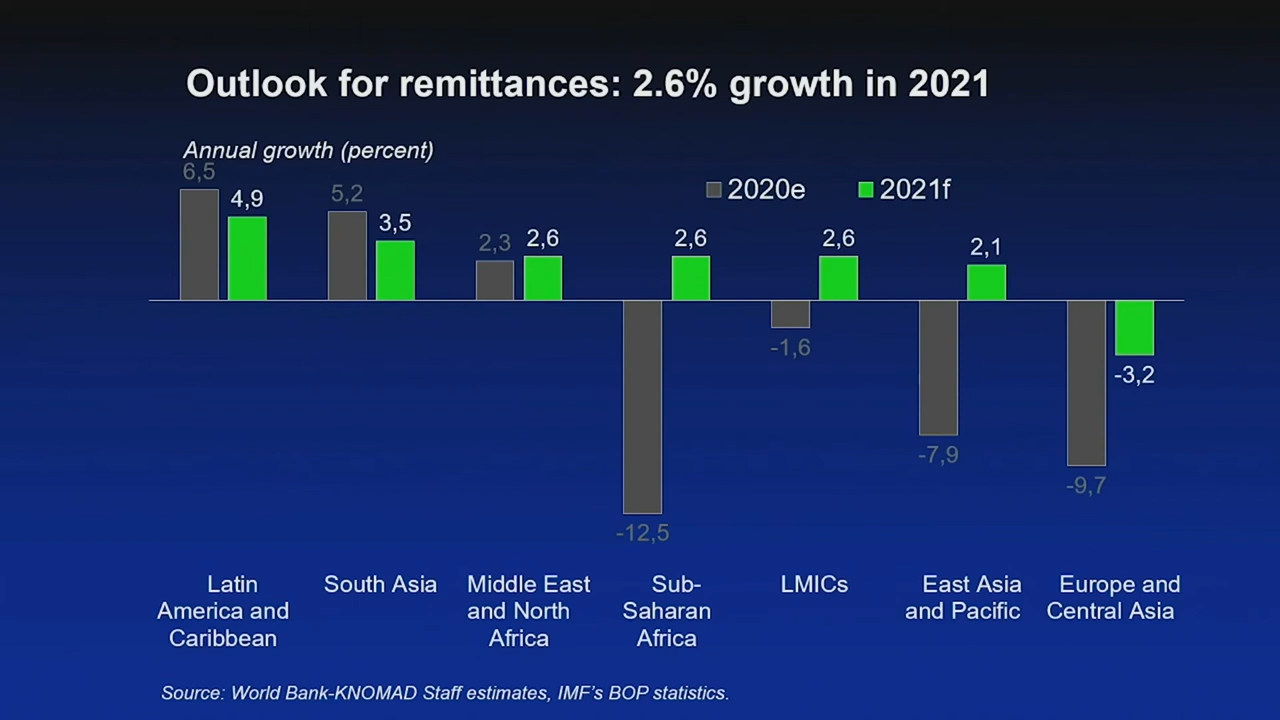 Outlook for remittances: 2.6% growth in 2021
Annual growth (percent)
2020e
2021f
6,5
4,9
5,2
3,5
2,3
2,6
-12,5
2,6
-1,6
2,6
-7,9
2,1
-9,7
-3,2
Latin
America and
Caribbean
South Asia
Middle East
and North
Africa
Sub-
Saharan
Africa
LMICs
East Asia
and Pacific
Europe and
Central Asia
Source: World Bank-KNOMAD Staff estimates, IMF's BOP statistics.